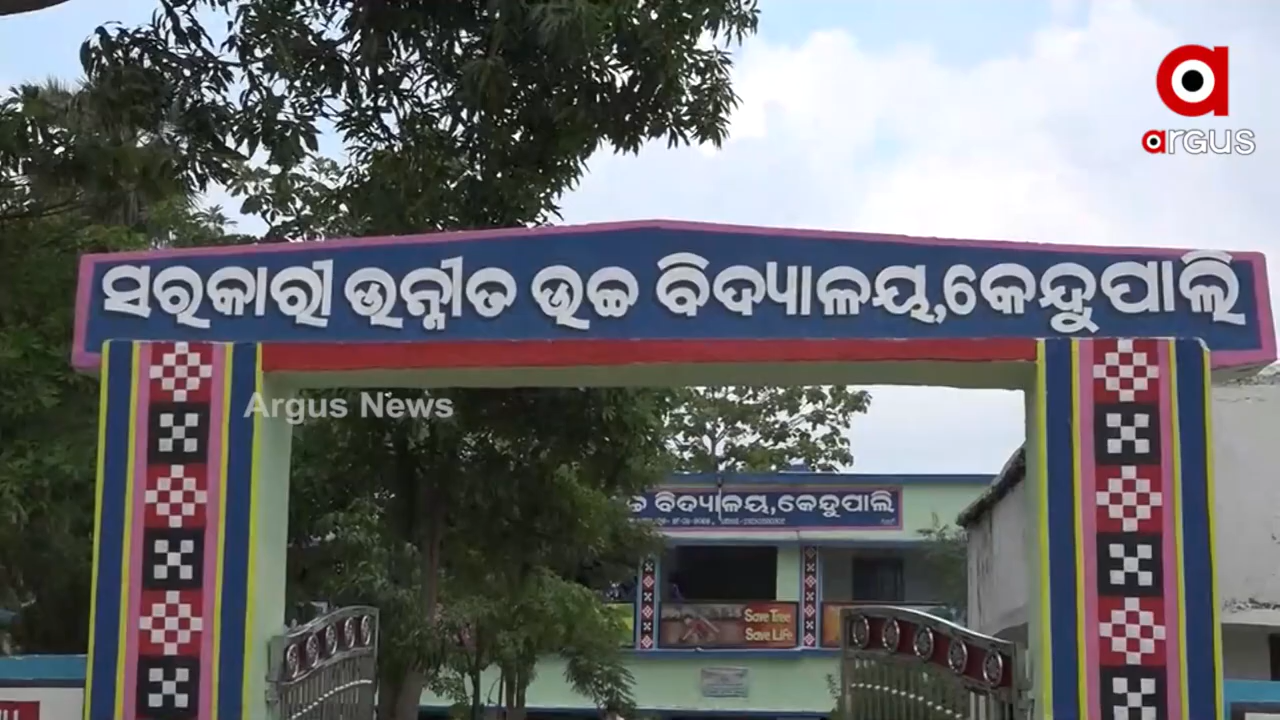 argus
ସରକାରୀ ଉନ୍ନୀତ ଉଚ୍ଚ ବିଦ୍ୟାଳୟ,କେନ୍ଦୁପାଲି
Argus News
ବିଦ୍ୟାଳୟ,କେନ୍ଦୁପାଲି
Save Tree
Save Life